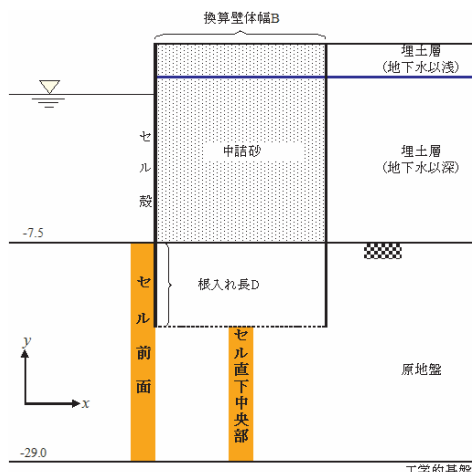 換算壁体幅B
埋土層
(地下水以浅)
セル殻
中詰砂
埋土層
(地下水以深)
-7.5
根入れ長D
セル前面
セル直下中央部
原地盤
y
x
-29.0
工学的基盤